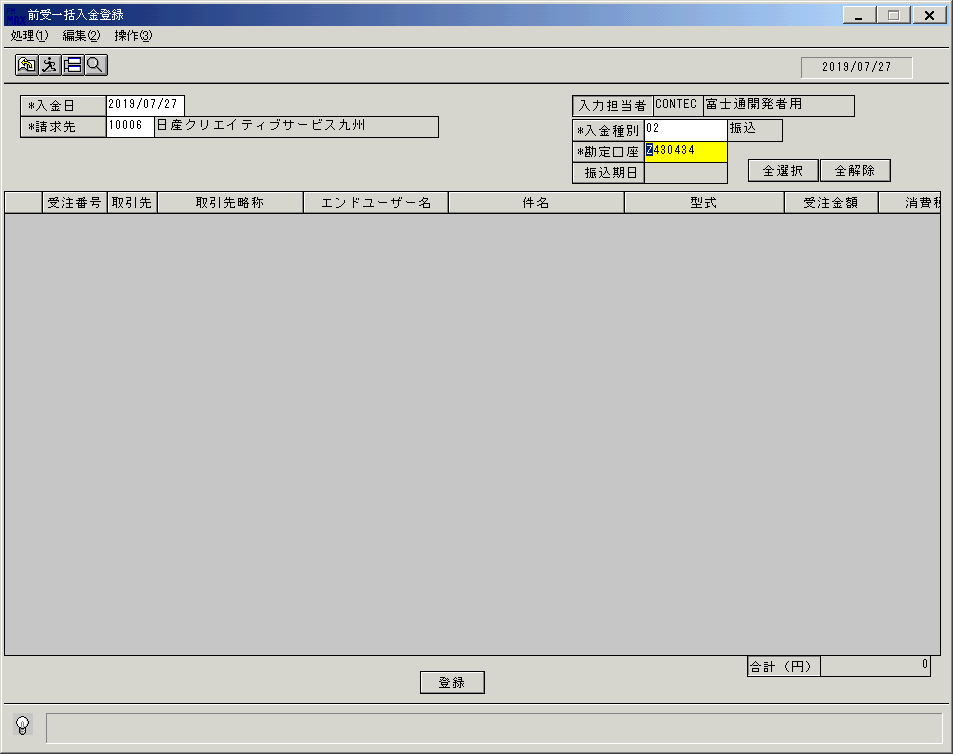 前受一括入金登録
処理(1) 編集(2) 操作(3)
2019/07/27
*入金日 2019/07/27
*請求先 10006 日産クリエイティブサービス九州
入力担当者 CONTEC 富士通開発者用
*入金種別 02 振込
*勘定口座 Z430434
振込期日
全選択 全解除
受注番号 取引先 取引先略称 エンドユーザー名 件名 型式 受注金額 消費税
合計（円） 0
登録